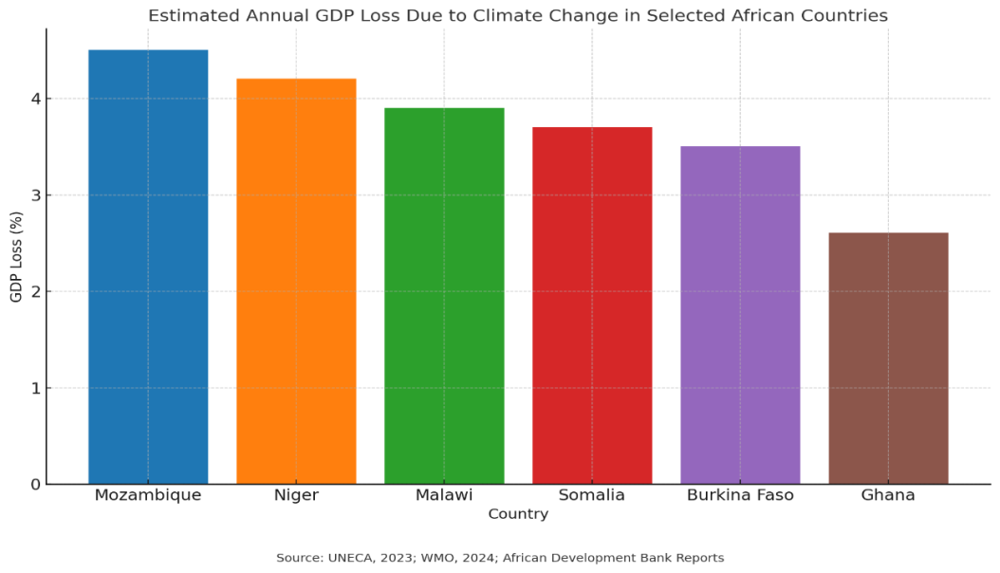 Estimated Annual GDP Loss Due to Climate Change in Selected African Countries
GDP Loss (%)
4
3
2
1
0
Mozambique Niger Malawi Somalia Burkina Faso Ghana
Country
Source: UNECA, 2023; WMO, 2024; African Development Bank Reports